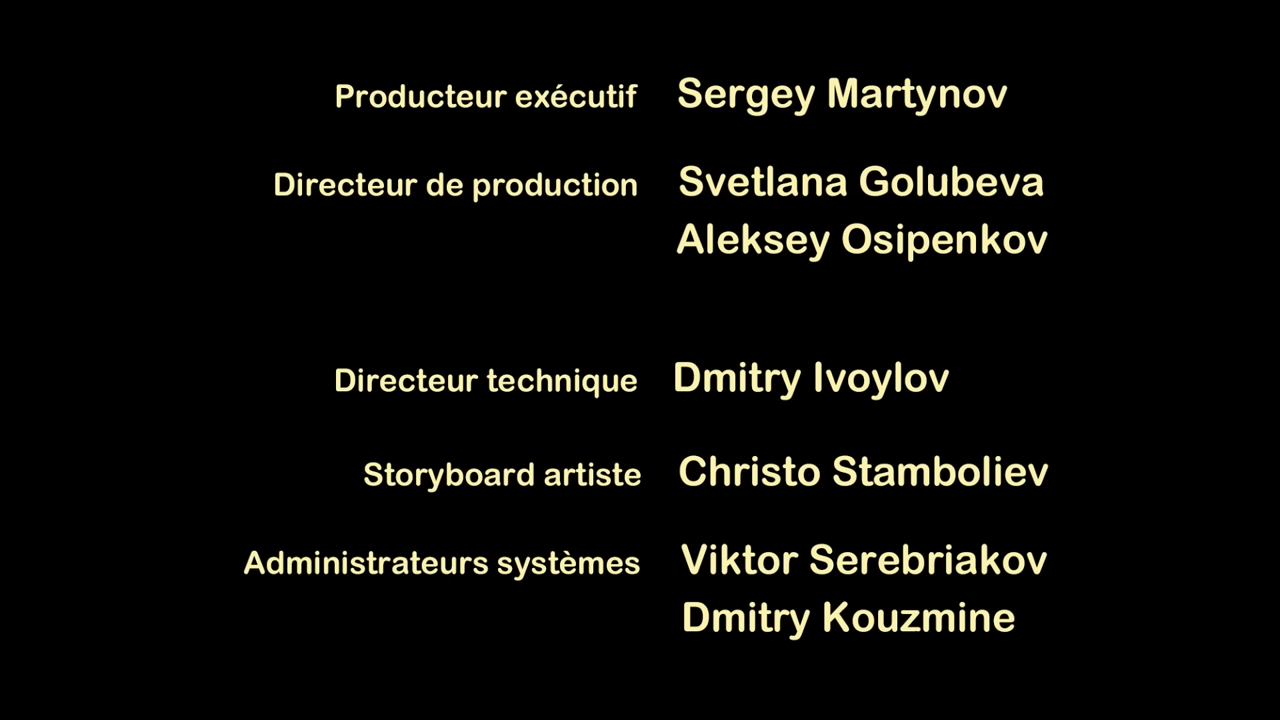 Producteur exécutif Sergey Martynov
Directeur de production Svetlana Golubeva
Aleksey Osipenkov
Directeur technique Dmitry Ivoylov
Storyboard artiste Christo Stamboliev
Administrateurs systèmes Viktor Serebriakov
Dmitry Kouzmine